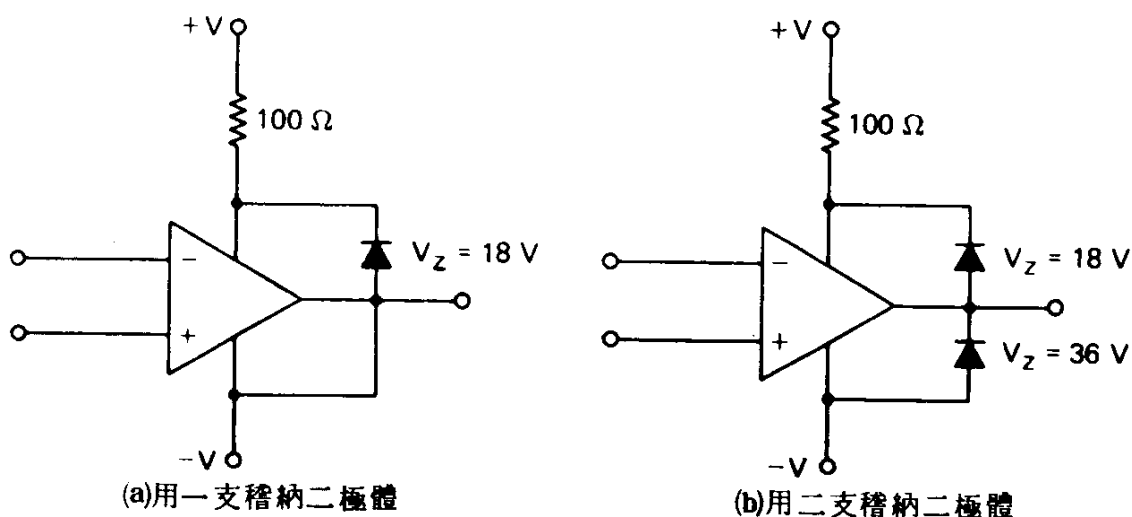 +V
100 Ω
−
+
V_Z = 18 V
−V
(a)用一支稽納二極體
+V
100 Ω
−
+
V_Z = 18 V
V_Z = 36 V
−V
(b)用二支稽納二極體